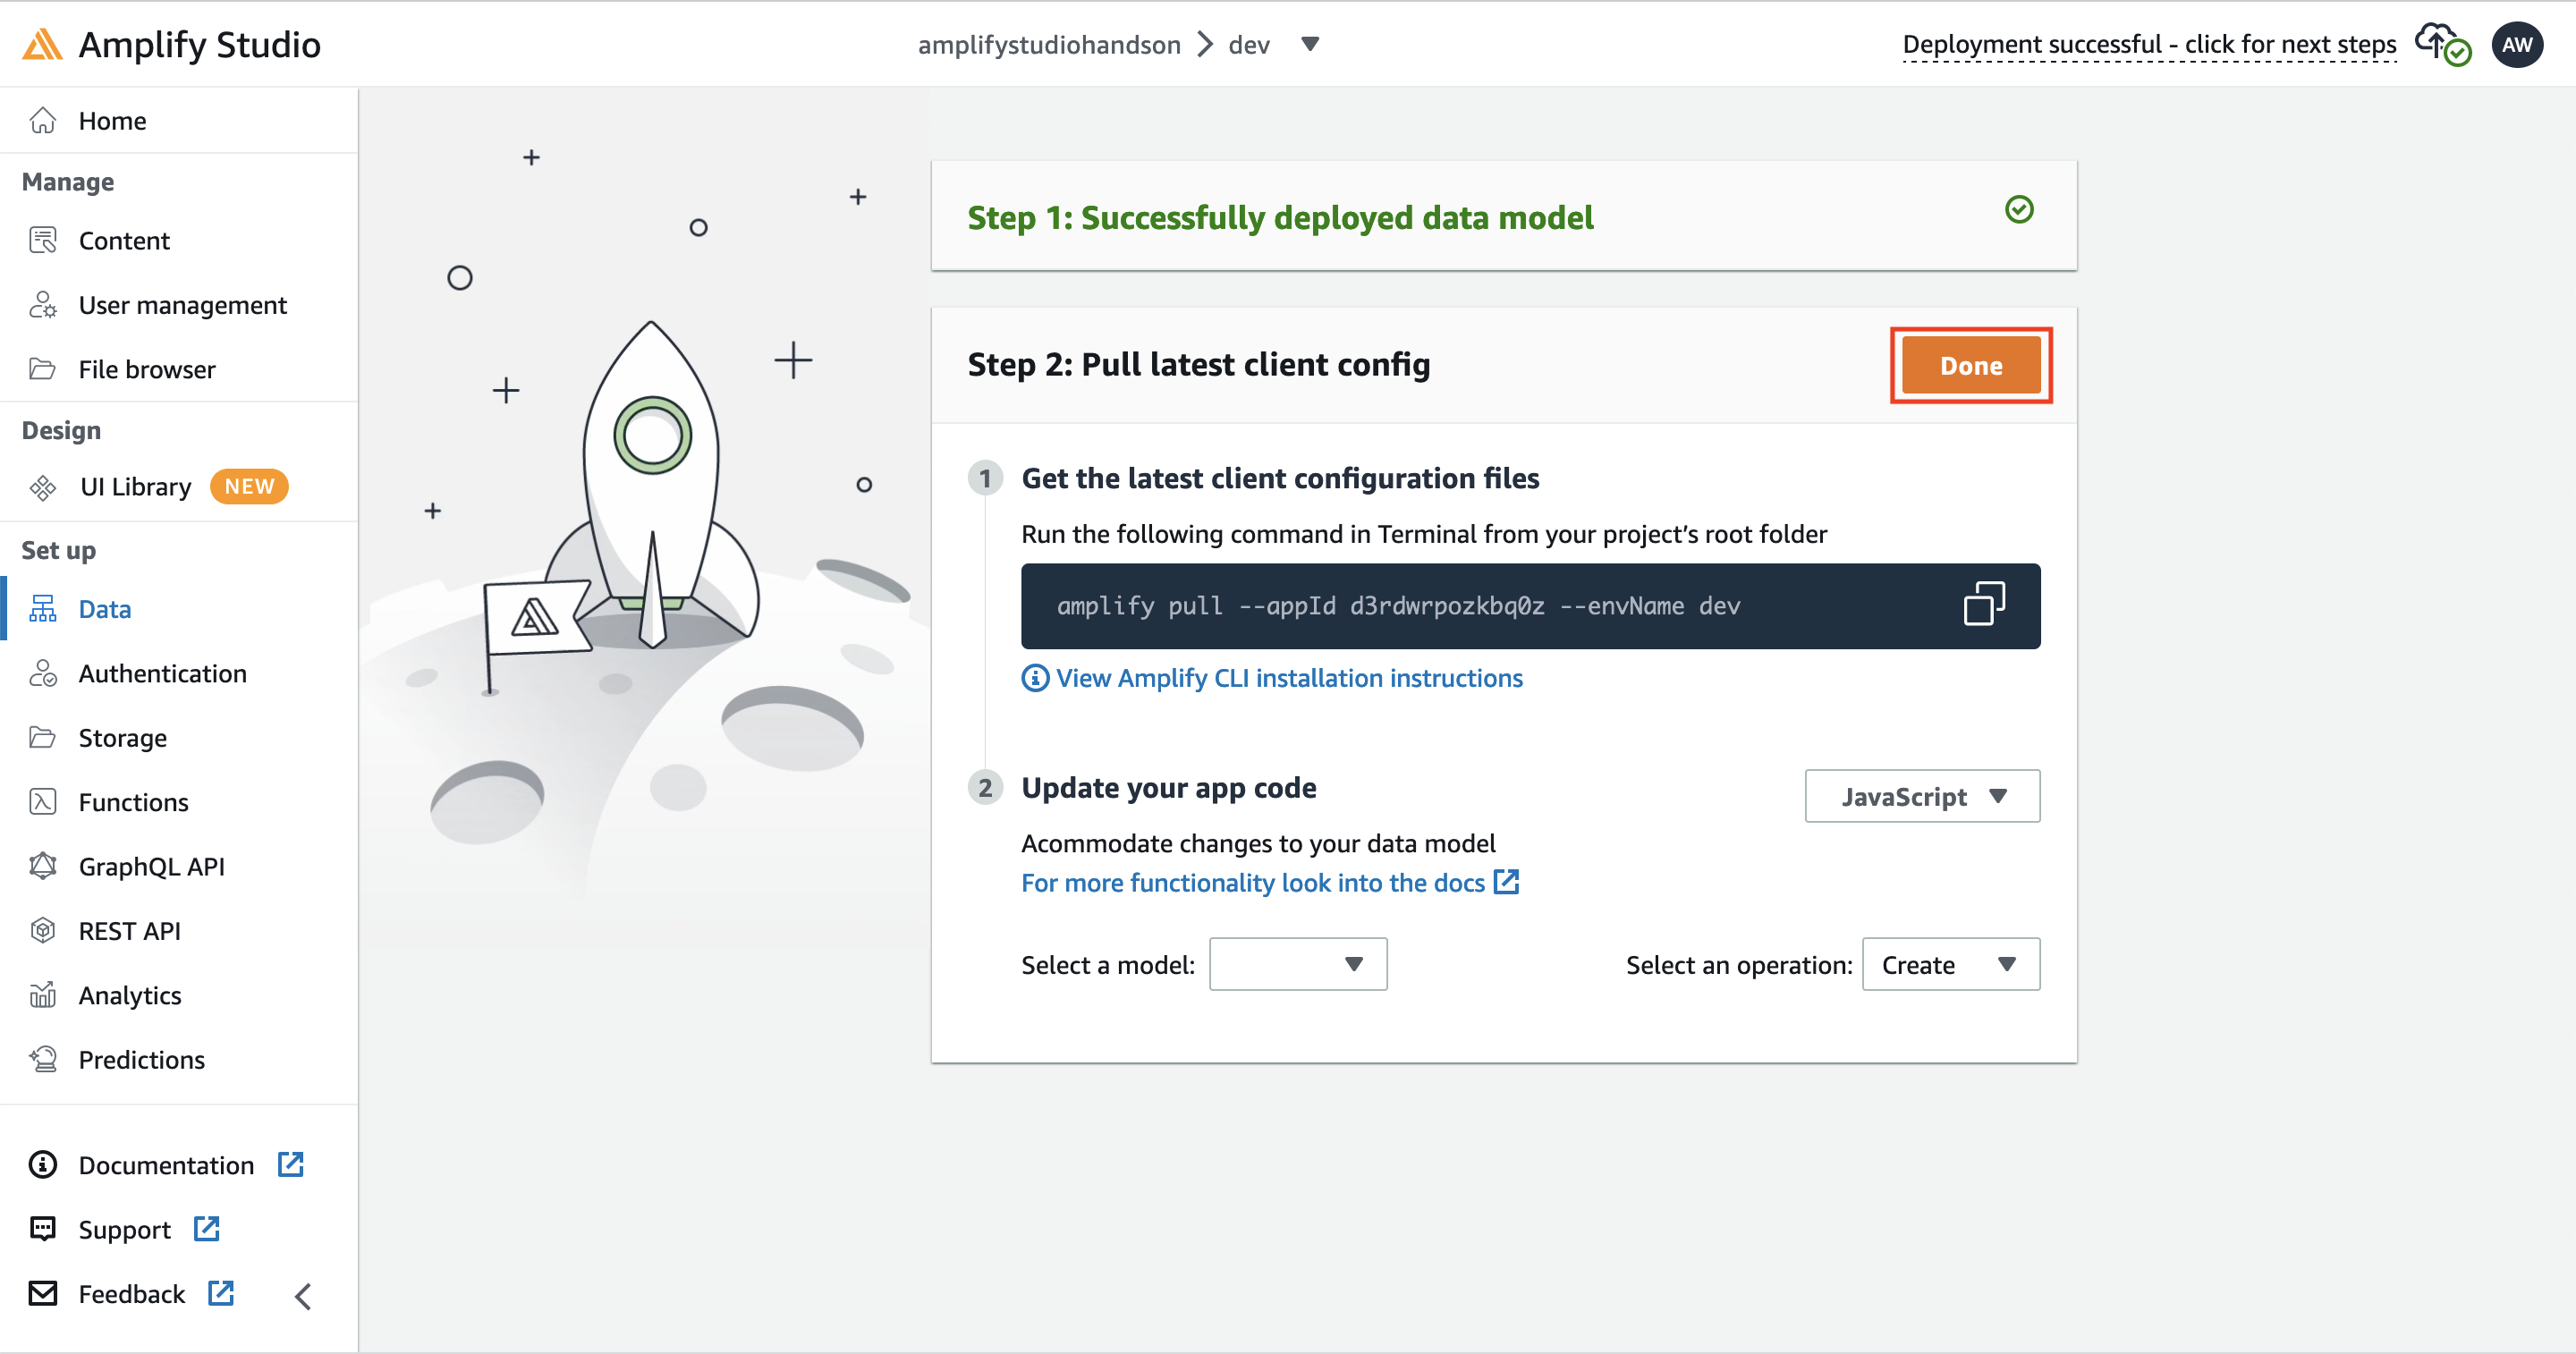 Amplify Studio
amplifystudiohandson > dev
Deployment successful - click for next steps
AW
Home
Manage
Content
User management
File browser
Design
UI Library NEW
Set up
Data
Authentication
Storage
Functions
GraphQL API
REST API
Analytics
Predictions
Documentation
Support
Feedback
Step 1: Successfully deployed data model
Step 2: Pull latest client config
Done
1 Get the latest client configuration files
Run the following command in Terminal from your project’s root folder
amplify pull --appId d3rdwrpozkbq0z --envName dev
View Amplify CLI installation instructions
2 Update your app code
JavaScript
Acommodate changes to your data model
For more functionality look into the docs
Select a model:
Select an operation: Create